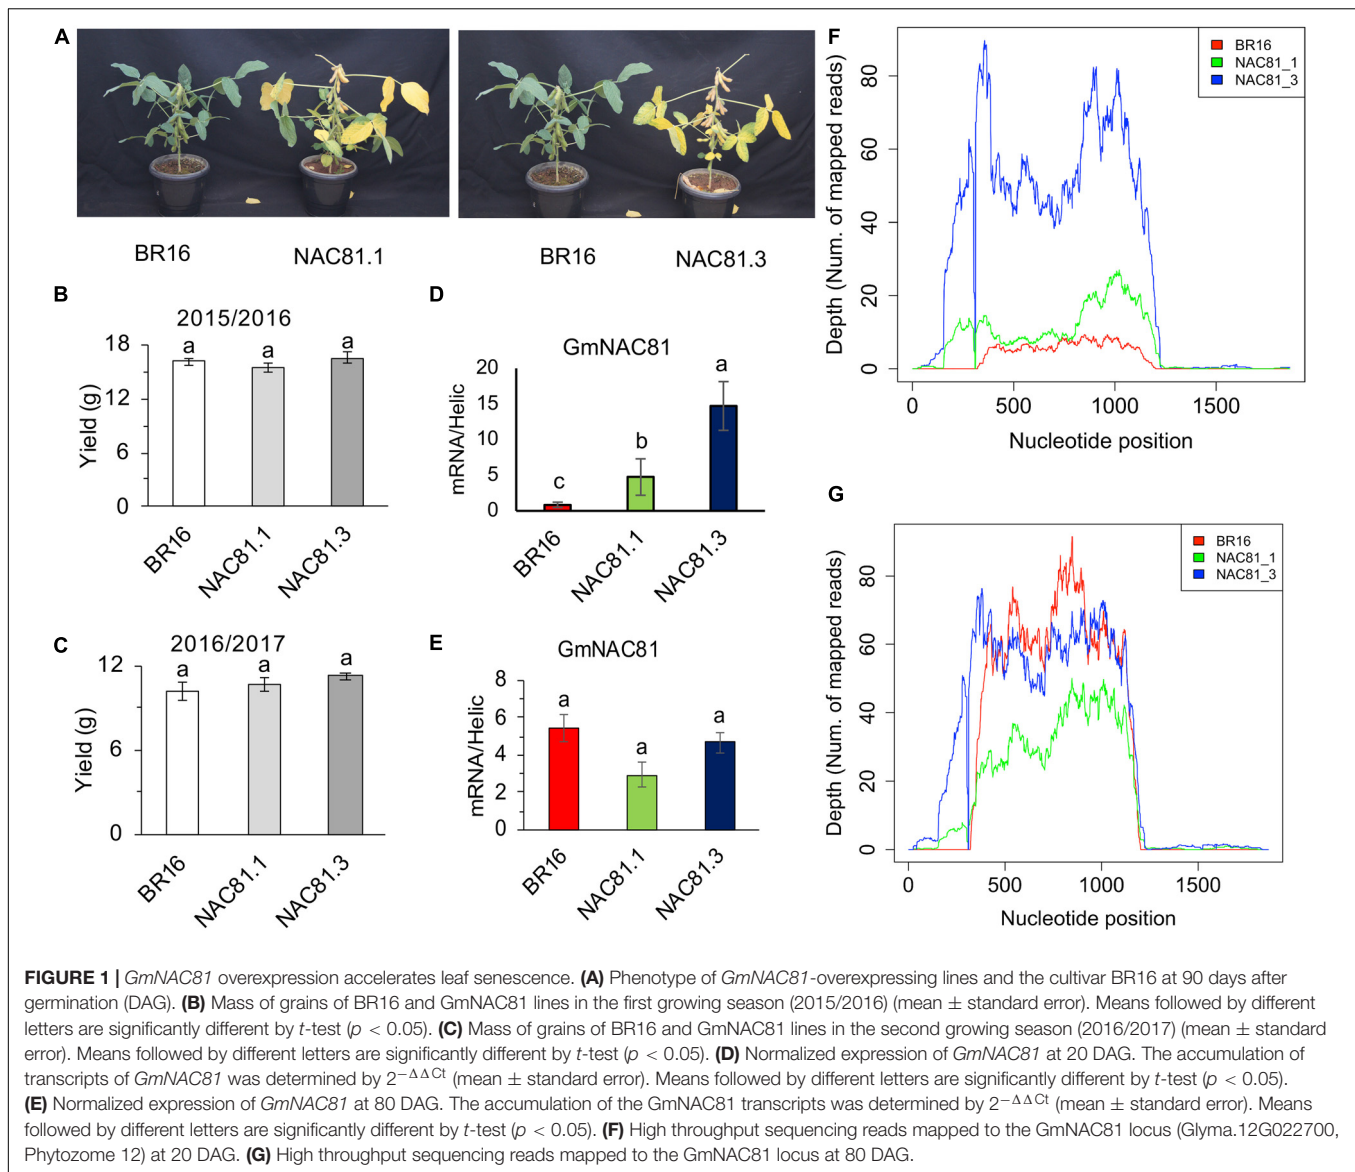 A
BR16
NAC81.1
BR16
NAC81.3
B
2015/2016
Yield (g)
18
12
6
0
a
a
a
BR16
NAC81.1
NAC81.3
C
2016/2017
Yield (g)
12
6
0
a
a
a
BR16
NAC81.1
NAC81.3
D
GmNAC81
mRNA/Helic
20
15
10
5
0
c
b
a
BR16
NAC81.1
NAC81.3
E
GmNAC81
mRNA/Helic
8
6
4
2
0
a
a
a
BR16
NAC81.1
NAC81.3
F
BR16
NAC81_1
NAC81_3
Depth (Num. of mapped reads)
80
60
40
20
0
0 500 1000 1500
Nucleotide position
G
BR16
NAC81_1
NAC81_3
Depth (Num. of mapped reads)
80
60
40
20
0
0 500 1000 1500
Nucleotide position
FIGURE 1 | GmNAC81 overexpression accelerates leaf senescence. (A) Phenotype of GmNAC81-overexpressing lines and the cultivar BR16 at 90 days after
germination (DAG). (B) Mass of grains of BR16 and GmNAC81 lines in the first growing season (2015/2016) (mean ± standard error). Means followed by different
letters are significantly different by t-test (p < 0.05). (C) Mass of grains of BR16 and GmNAC81 lines in the second growing season (2016/2017) (mean ± standard
error). Means followed by different letters are significantly different by t-test (p < 0.05). (D) Normalized expression of GmNAC81 at 20 DAG. The accumulation of
transcripts of GmNAC81 was determined by 2−ΔΔCt (mean ± standard error). Means followed by different letters are significantly different by t-test (p < 0.05).
(E) Normalized expression of GmNAC81 at 80 DAG. The accumulation of the GmNAC81 transcripts was determined by 2−ΔΔCt (mean ± standard error). Means
followed by different letters are significantly different by t-test (p < 0.05). (F) High throughput sequencing reads mapped to the GmNAC81 locus (Glyma.12G022700,
Phytozome 12) at 20 DAG. (G) High throughput sequencing reads mapped to the GmNAC81 locus at 80 DAG.